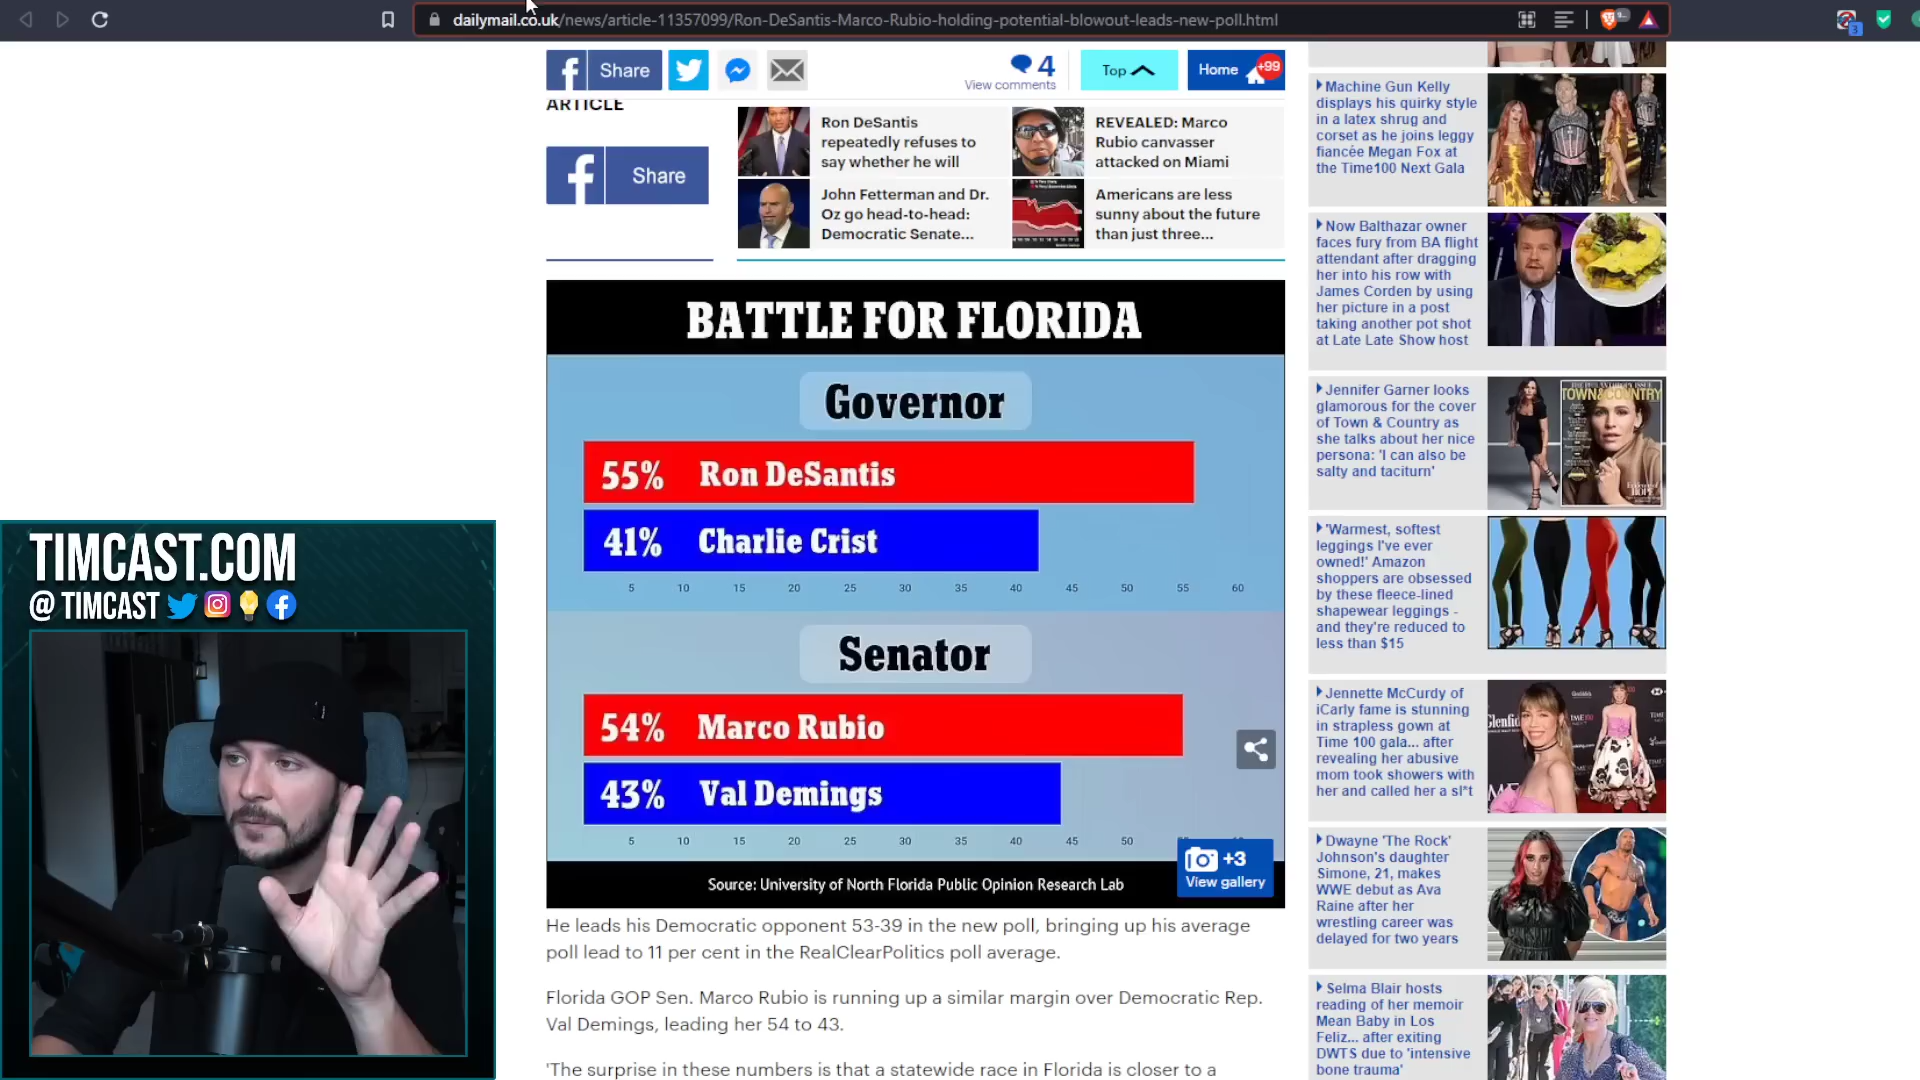 dailymail.co.uk/news/article-11357099/Ron-DeSantis-Marco-Rubio-holding-potential-blowout-leads-new-poll.html
3
Share
4
View comments
Top
Home
+99
ARTICLE
Share
Ron DeSantis
repeatedly refuses to
say whether he will
REVEALED: Marco
Rubio canvasser
attacked on Miami
John Fetterman and Dr.
Oz go head-to-head:
Democratic Senate...
Americans are less
sunny about the future
than just three...
BATTLE FOR FLORIDA
Governor
55% Ron DeSantis
41% Charlie Crist
5 10 15 20 25 30 35 40 45 50 55 60
Senator
54% Marco Rubio
43% Val Demings
5 10 15 20 25 30 35 40 45 50
Source: University of North Florida Public Opinion Research Lab
+3
View gallery
He leads his Democratic opponent 53-39 in the new poll, bringing up his average
poll lead to 11 per cent in the RealClearPolitics poll average.
Florida GOP Sen. Marco Rubio is running up a similar margin over Democratic Rep.
Val Demings, leading her 54 to 43.
'The surprise in these numbers is that a statewide race in Florida is closer to a
TIMCAST.COM
@ TIMCAST
Machine Gun Kelly
displays his quirky style
in a latex shrug and
corset as he joins leggy
fiancée Megan Fox at
the Time100 Next Gala
Now Balthazar owner
faces fury from BA flight
attendant after dragging
her into his row with
James Corden by using
her picture in a post
taking another pot shot
at Late Late Show host
Jennifer Garner looks
glamorous for the cover
of Town & Country as
she talks about her nice
persona: 'I can also be
salty and taciturn'
TOWN&COUNTRY
'Warmest, softest
leggings I've ever
owned!' Amazon
shoppers are obsessed
by these fleece-lined
shapewear leggings -
and they're reduced to
less than $15
Jennette McCurdy of
iCarly fame is stunning
in strapless gown at
Time 100 gala... after
revealing her abusive
mom took showers with
her and called her a sl*t
Dwayne 'The Rock'
Johnson's daughter
Simone, 21, makes
WWE debut as Ava
Raine after her
wrestling career was
delayed for two years
Selma Blair hosts
reading of her memoir
Mean Baby in Los
Feliz... after exiting
DWTS due to 'intensive
bone trauma'